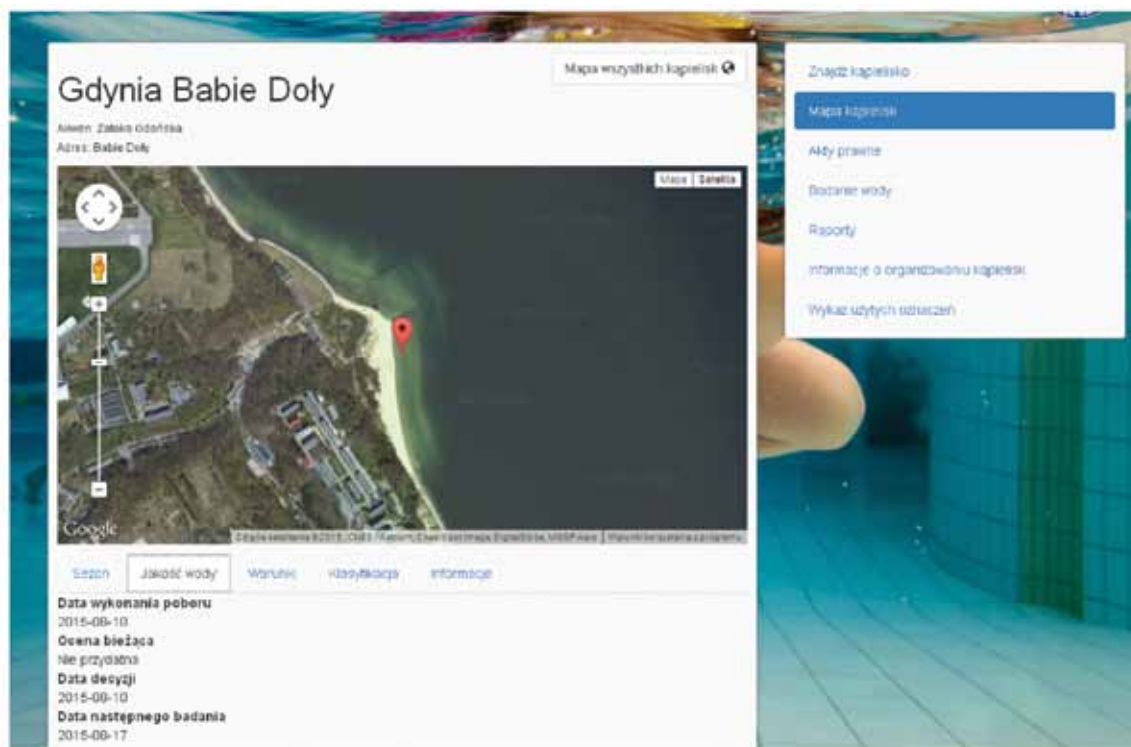 Gdynia Babie Doły
Mapa wszystkich kąpielisk
Akwen: Zatoka Gdańska
Adres: Babie Doły
Mapa Satelita
Google
Sezon Jakość wody Warunki Klasyfikacja Informacje
Data wykonania poboru
2015-08-10
Ocena bieżąca
Nie przydatna
Data decyzji
2015-08-10
Data następnego badania
2015-08-17
Znajdź kąpielisko
Mapa kąpielisk
Akty prawne
Badanie wody
Raporty
Informacje o organizowaniu kąpielisk
Wykaz użytych oznaczeń